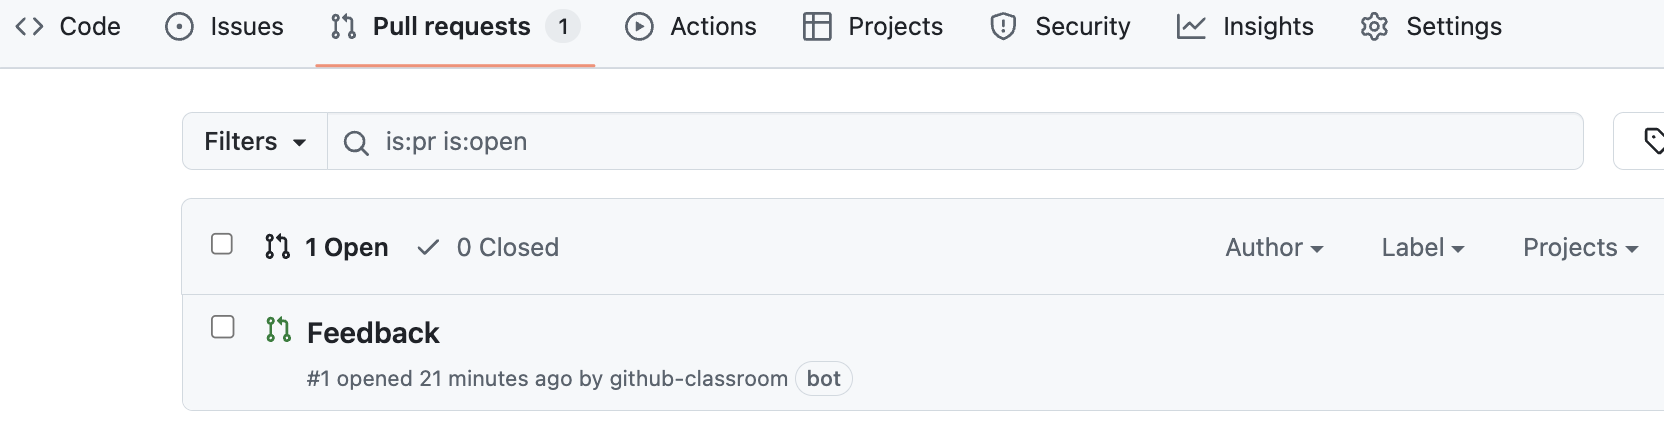 Code Issues Pull requests 1 Actions Projects Security Insights Settings
Filters is:pr is:open
1 Open 0 Closed Author Label Projects
Feedback
#1 opened 21 minutes ago by github-classroom bot